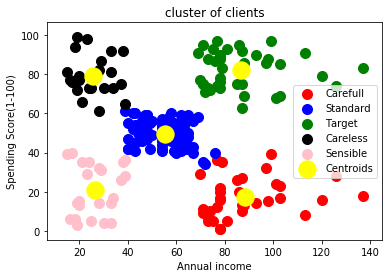 cluster of clients
100
80
60
40
20
0
Spending Score(1-100)
Carefull
Standard
Target
Careless
Sensible
Centroids
20 40 60 80 100 120 140
Annual income